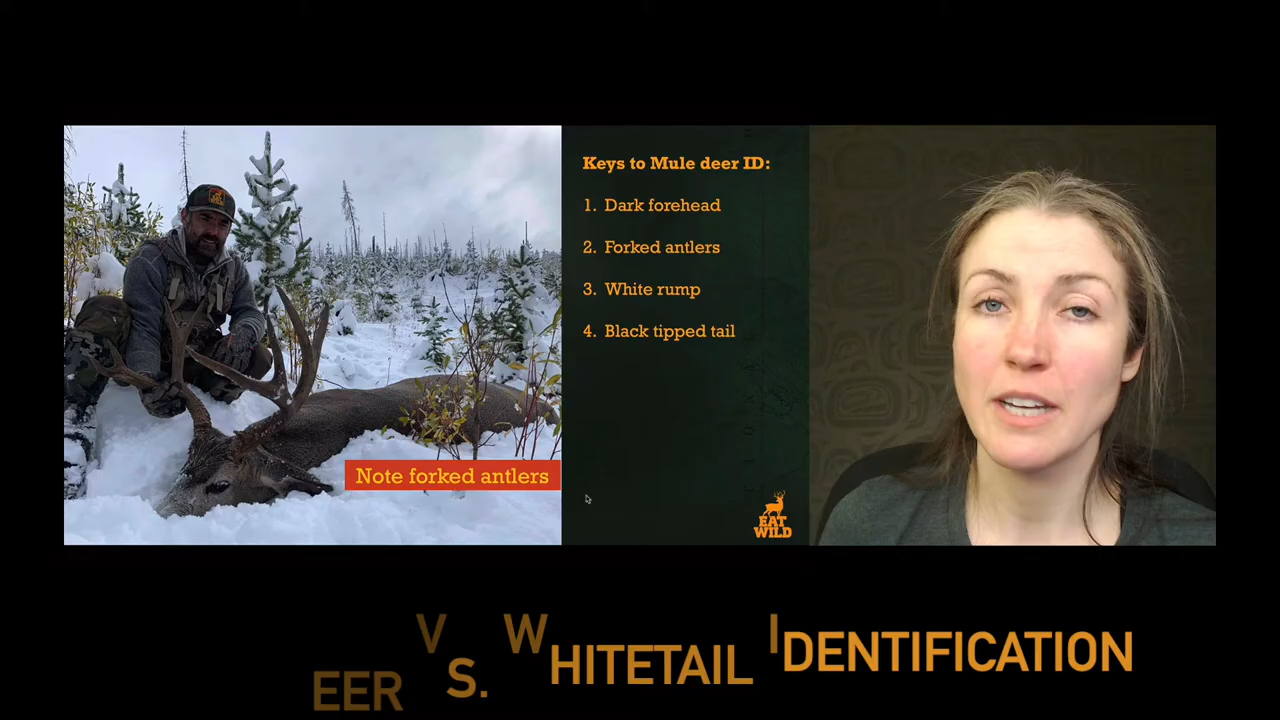 Keys to Mule deer ID:
1. Dark forehead
2. Forked antlers
3. White rump
4. Black tipped tail
Note forked antlers
EAT
WILD
EER VS. WHITETAIL IDENTIFICATION